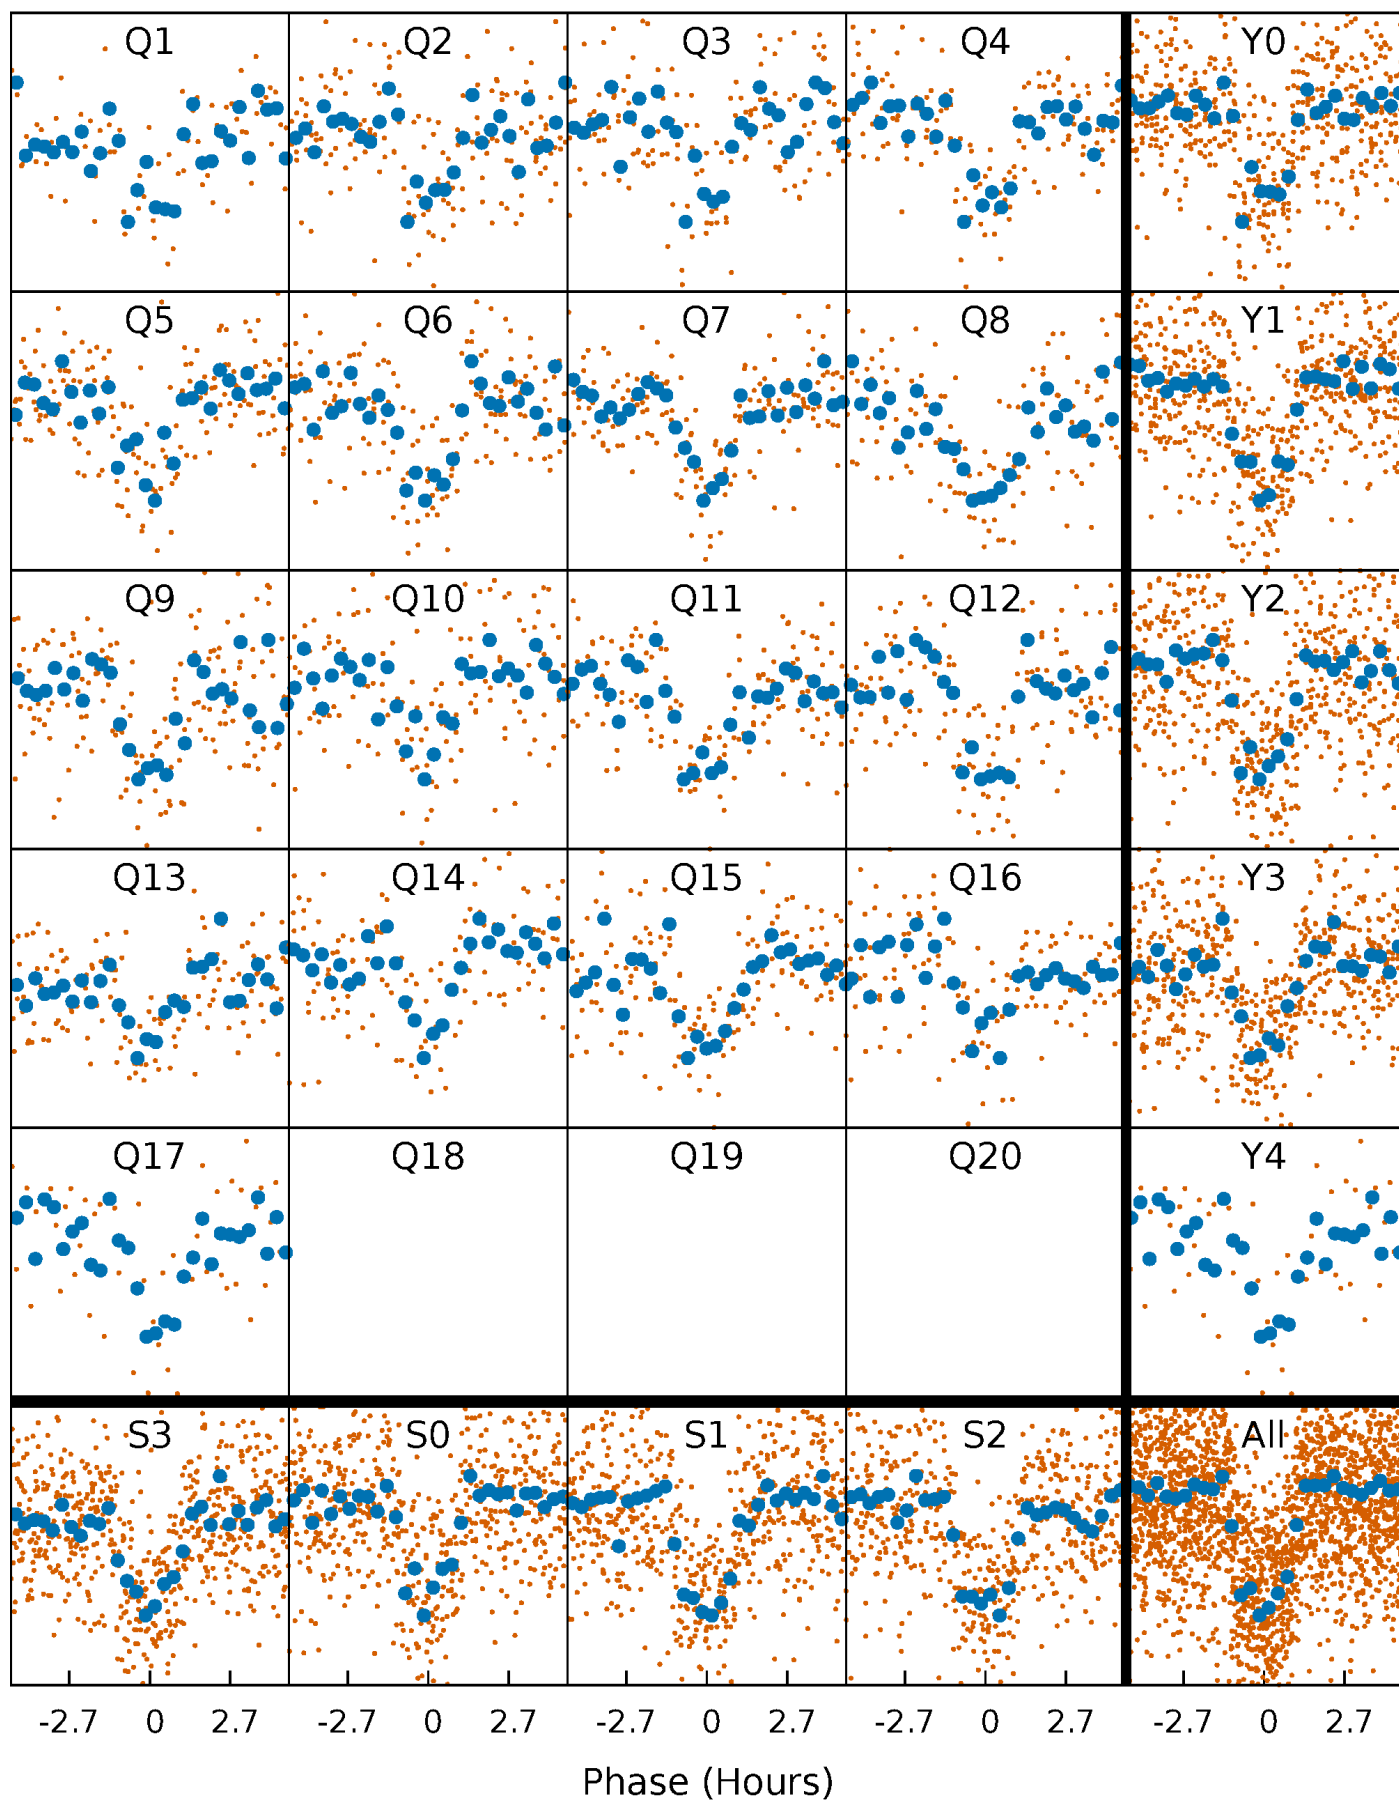 Q1 Q2 Q3 Q4 Y0
Q5 Q6 Q7 Q8 Y1
Q9 Q10 Q11 Q12 Y2
Q13 Q14 Q15 Q16 Y3
Q17 Q18 Q19 Q20 Y4
S3 S0 S1 S2 All
-2.7 0 2.7 -2.7 0 2.7 -2.7 0 2.7 -2.7 0 2.7 -2.7 0 2.7
Phase (Hours)